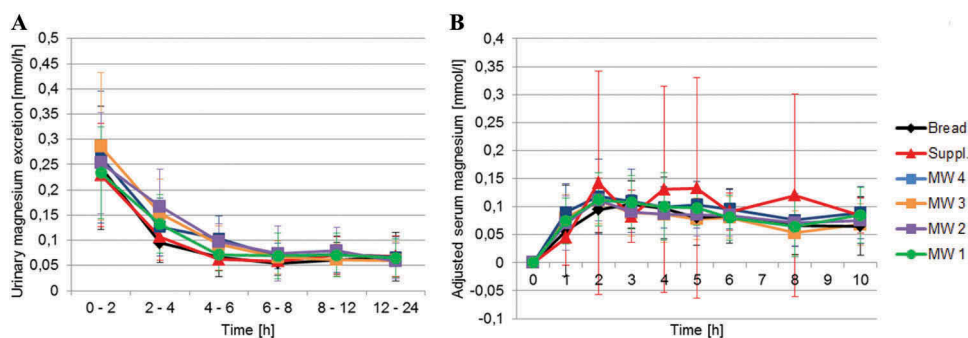 A
Urinary magnesium excretion [mmol/h]
0,5
0,45
0,4
0,35
0,3
0,25
0,2
0,15
0,1
0,05
0
0 - 2
2 - 4
4 - 6
6 - 8
8 - 12
12 - 24
Time [h]
B
Adjusted serum magnesium [mmol/l]
0,4
0,35
0,3
0,25
0,2
0,15
0,1
0,05
0
-0,05
-0,1
0
1
2
3
4
5
6
7
8
9
10
Time [h]
Bread
Suppl.
MW 4
MW 3
MW 2
MW 1